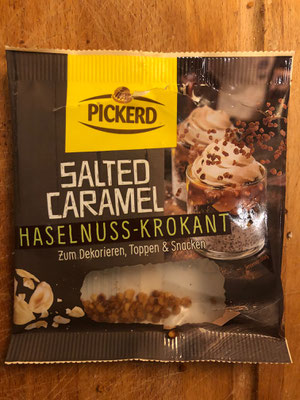 PICKERD
SALTED
CARAMEL
HASELNUSS-KROKANT
Zum Dekorieren, Toppen & Snacken